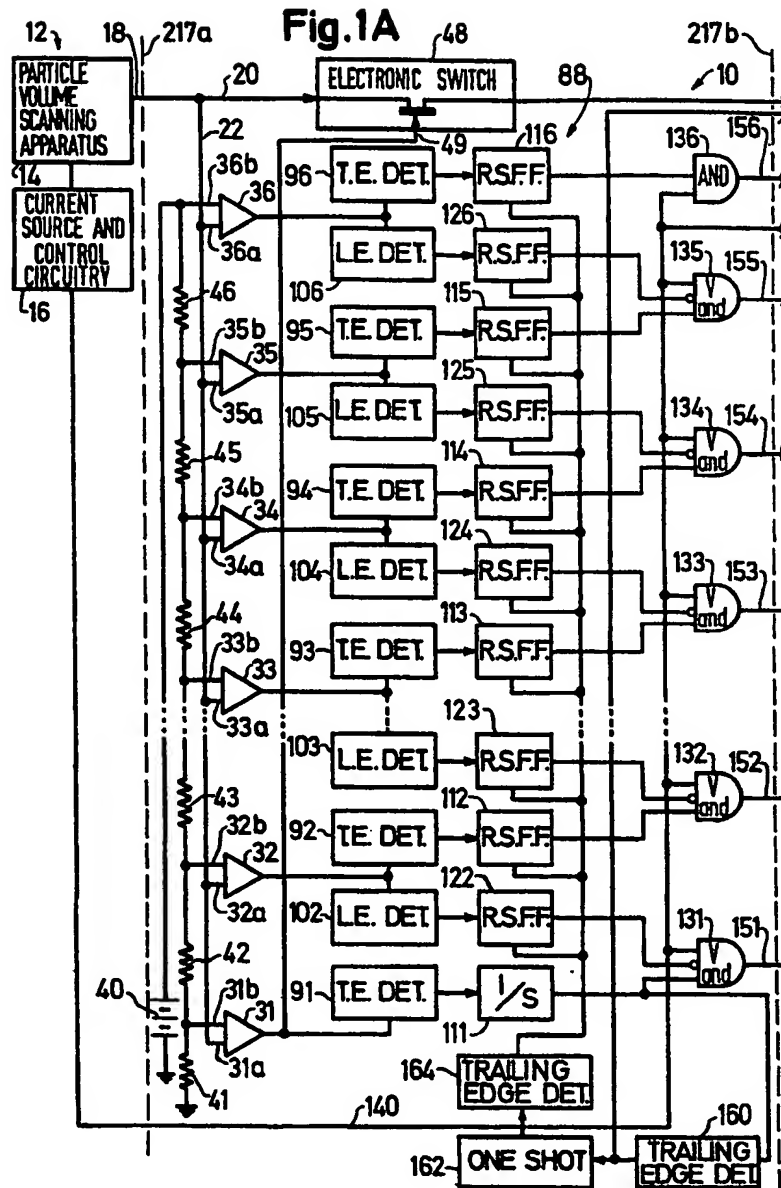 Fig.1A
12
18
217a
48
217b
PARTICLE
VOLUME
SCANNING
APPARATUS
20
ELECTRONIC SWITCH
88
10
22
49
116
136
156
14
36b
36
96
T.E. DET.
R.S.F.F.
AND
CURRENT
SOURCE AND
CONTROL
CIRCUITRY
36a
126
135
155
16
46
106
L.E. DET.
R.S.F.F.
V
and
35b
35
95
T.E. DET.
115
R.S.F.F.
35a
125
105
L.E. DET.
R.S.F.F.
134
154
V
and
45
34b
34
94
T.E. DET.
114
R.S.F.F.
34a
124
104
L.E. DET.
R.S.F.F.
133
153
V
and
44
33b
33
93
T.E. DET.
113
R.S.F.F.
33a
123
103
L.E. DET.
R.S.F.F.
132
152
V
and
43
32b
32
92
T.E. DET.
112
R.S.F.F.
32a
122
102
L.E. DET.
R.S.F.F.
131
151
V
and
42
40
31b
31
91
T.E. DET.
1/S
111
31a
41
164
TRAILING
EDGE DET.
140
160
162
ONE SHOT
TRAILING
EDGE DET.